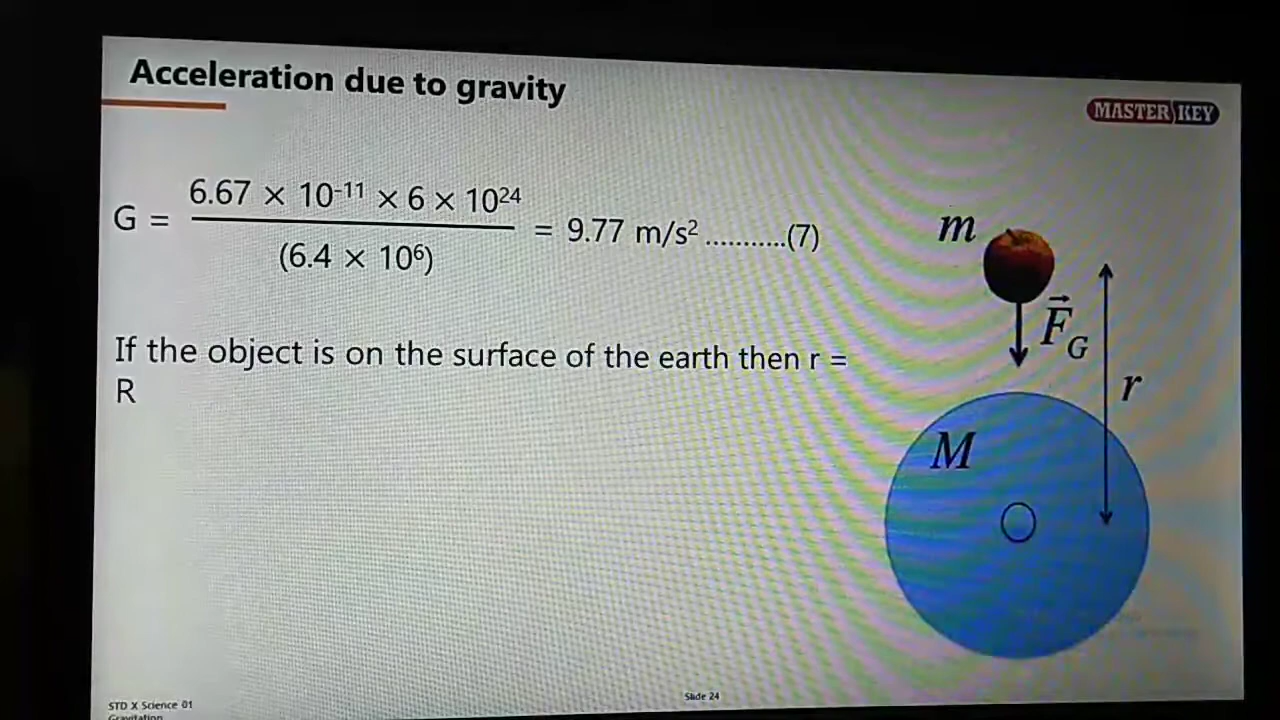 Acceleration due to gravity
MASTER KEY
G = 6.67 × 10⁻¹¹ × 6 × 10²⁴
(6.4 × 10⁶)
= 9.77 m/s² ...........(7)
If the object is on the surface of the earth then r =
R
m
F⃗G
r
M
O
STD X Science 01
Gravitation
Slide 24